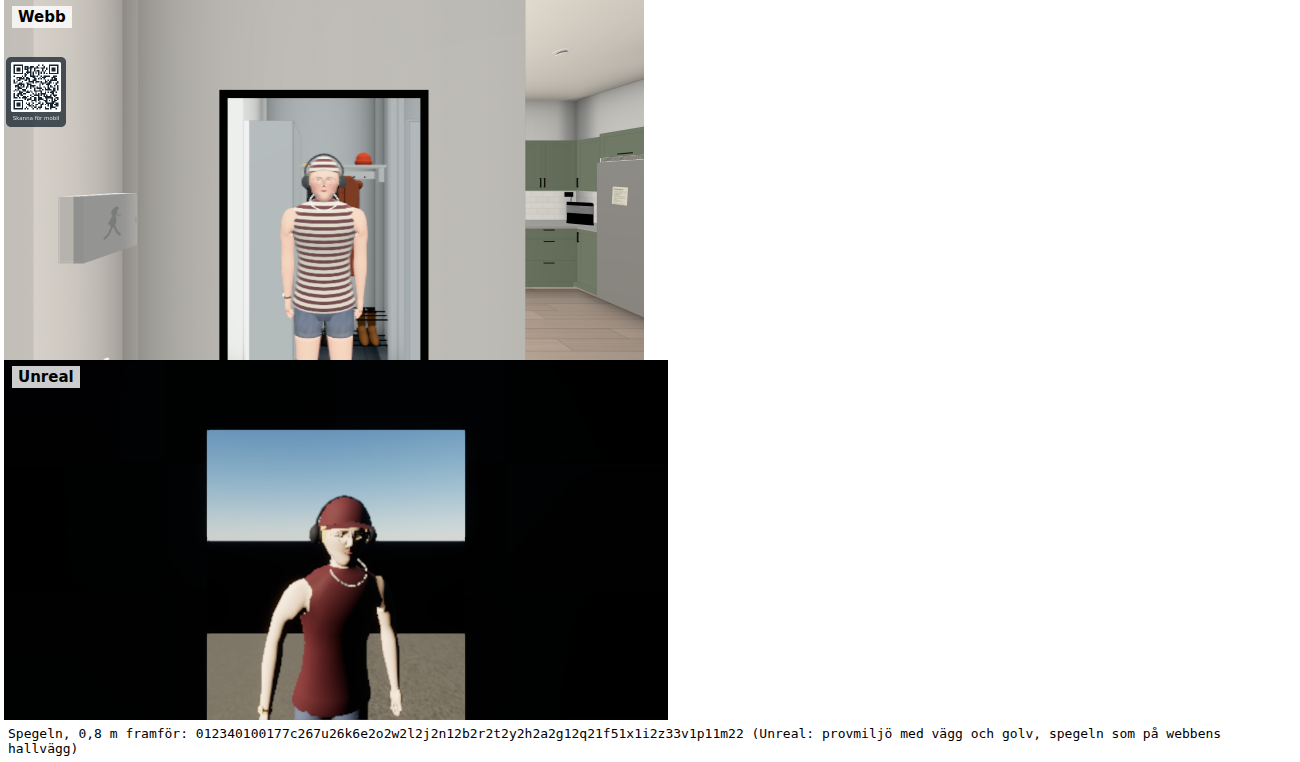 Webb
Skanna för mobil
Unreal
Spegeln, 0,8 m framför: 012340100177c267u26k6e2o2w2l2j2n12b2r2t2y2h2a2g12q21f51x1i2z33v1p11m22 (Unreal: provmiljö med vägg och golv, spegeln som på webbens
hallvägg)